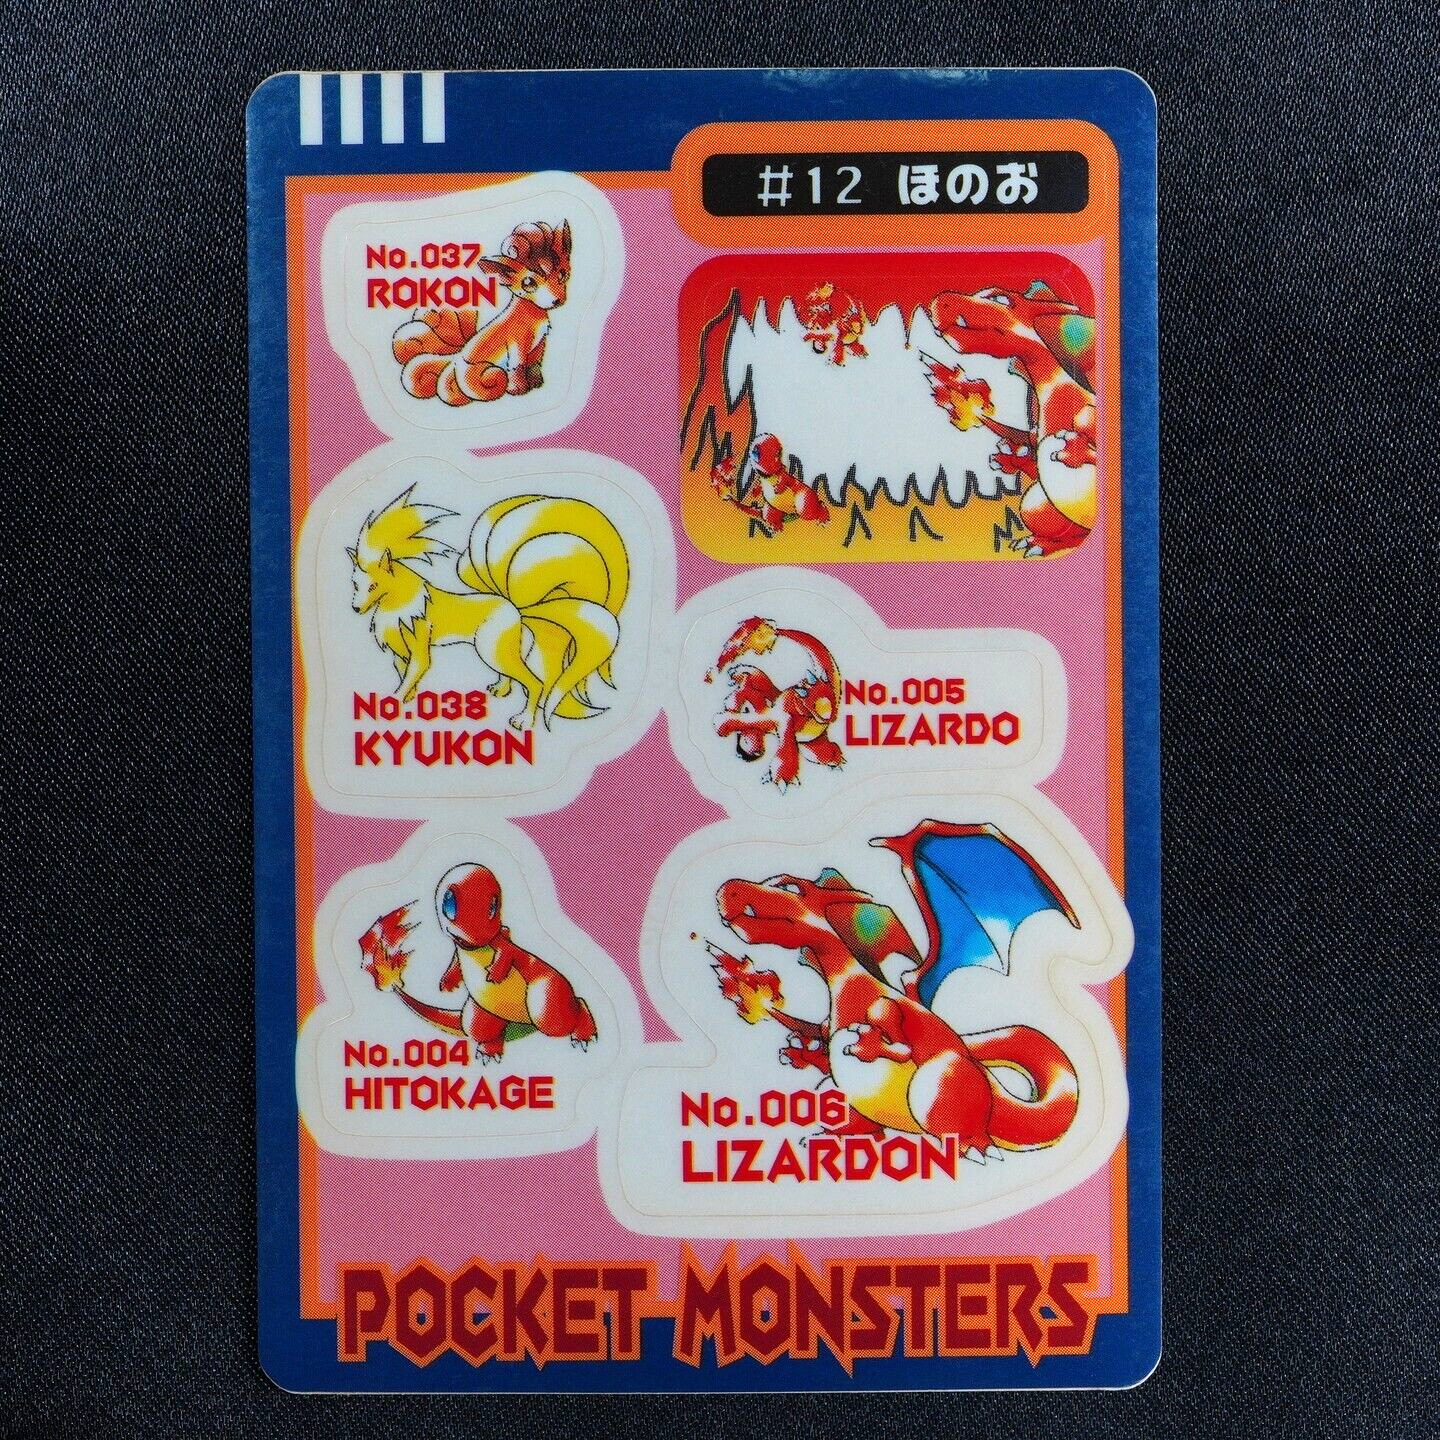 #12 ほのお
No.037
ROKON
No.038
KYUKON
No.005
LIZARDO
No.004
HITOKAGE
No.006
LIZARDON
POCKET MONSTERS